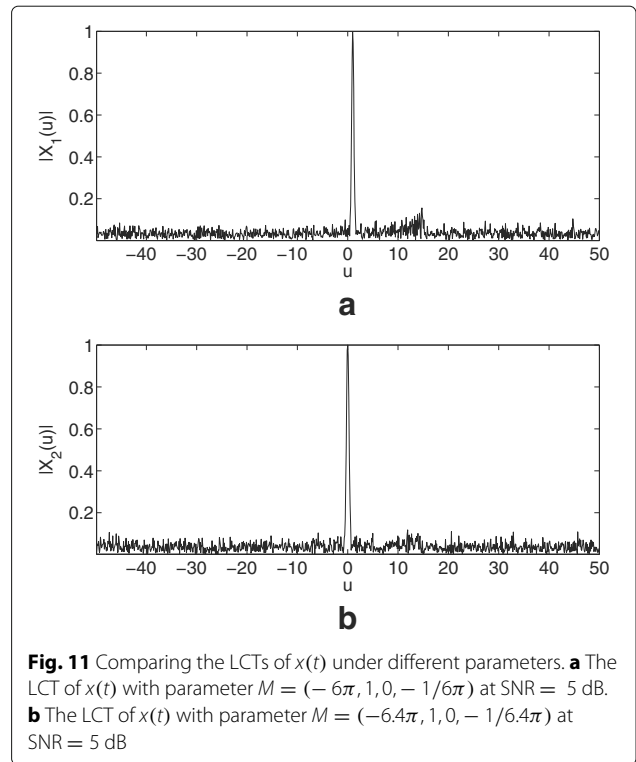 1
0.8
0.6
0.4
0.2
|X_1(u)|
−40 −30 −20 −10 0 10 20 30 40 50
u
a
1
0.8
0.6
0.4
0.2
|X_2(u)|
−40 −30 −20 −10 0 10 20 30 40 50
u
b
Fig. 11 Comparing the LCTs of x(t) under different parameters. a The
LCT of x(t) with parameter M = (− 6π, 1, 0, − 1/6π) at SNR = 5 dB.
b The LCT of x(t) with parameter M = (−6.4π, 1, 0, − 1/6.4π) at
SNR = 5 dB